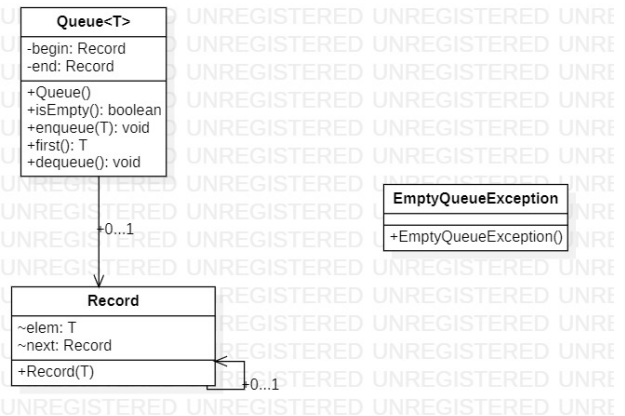 Queue<T>
-begin: Record
-end: Record
+Queue()
+isEmpty(): boolean
+enqueue(T): void
+first(): T
+dequeue(): void
+0...1
EmptyQueueException
+EmptyQueueException()
Record
~elem: T
~next: Record
+Record(T)
+0...1
UNREGISTERED UNREGISTERED UNREGISTERED